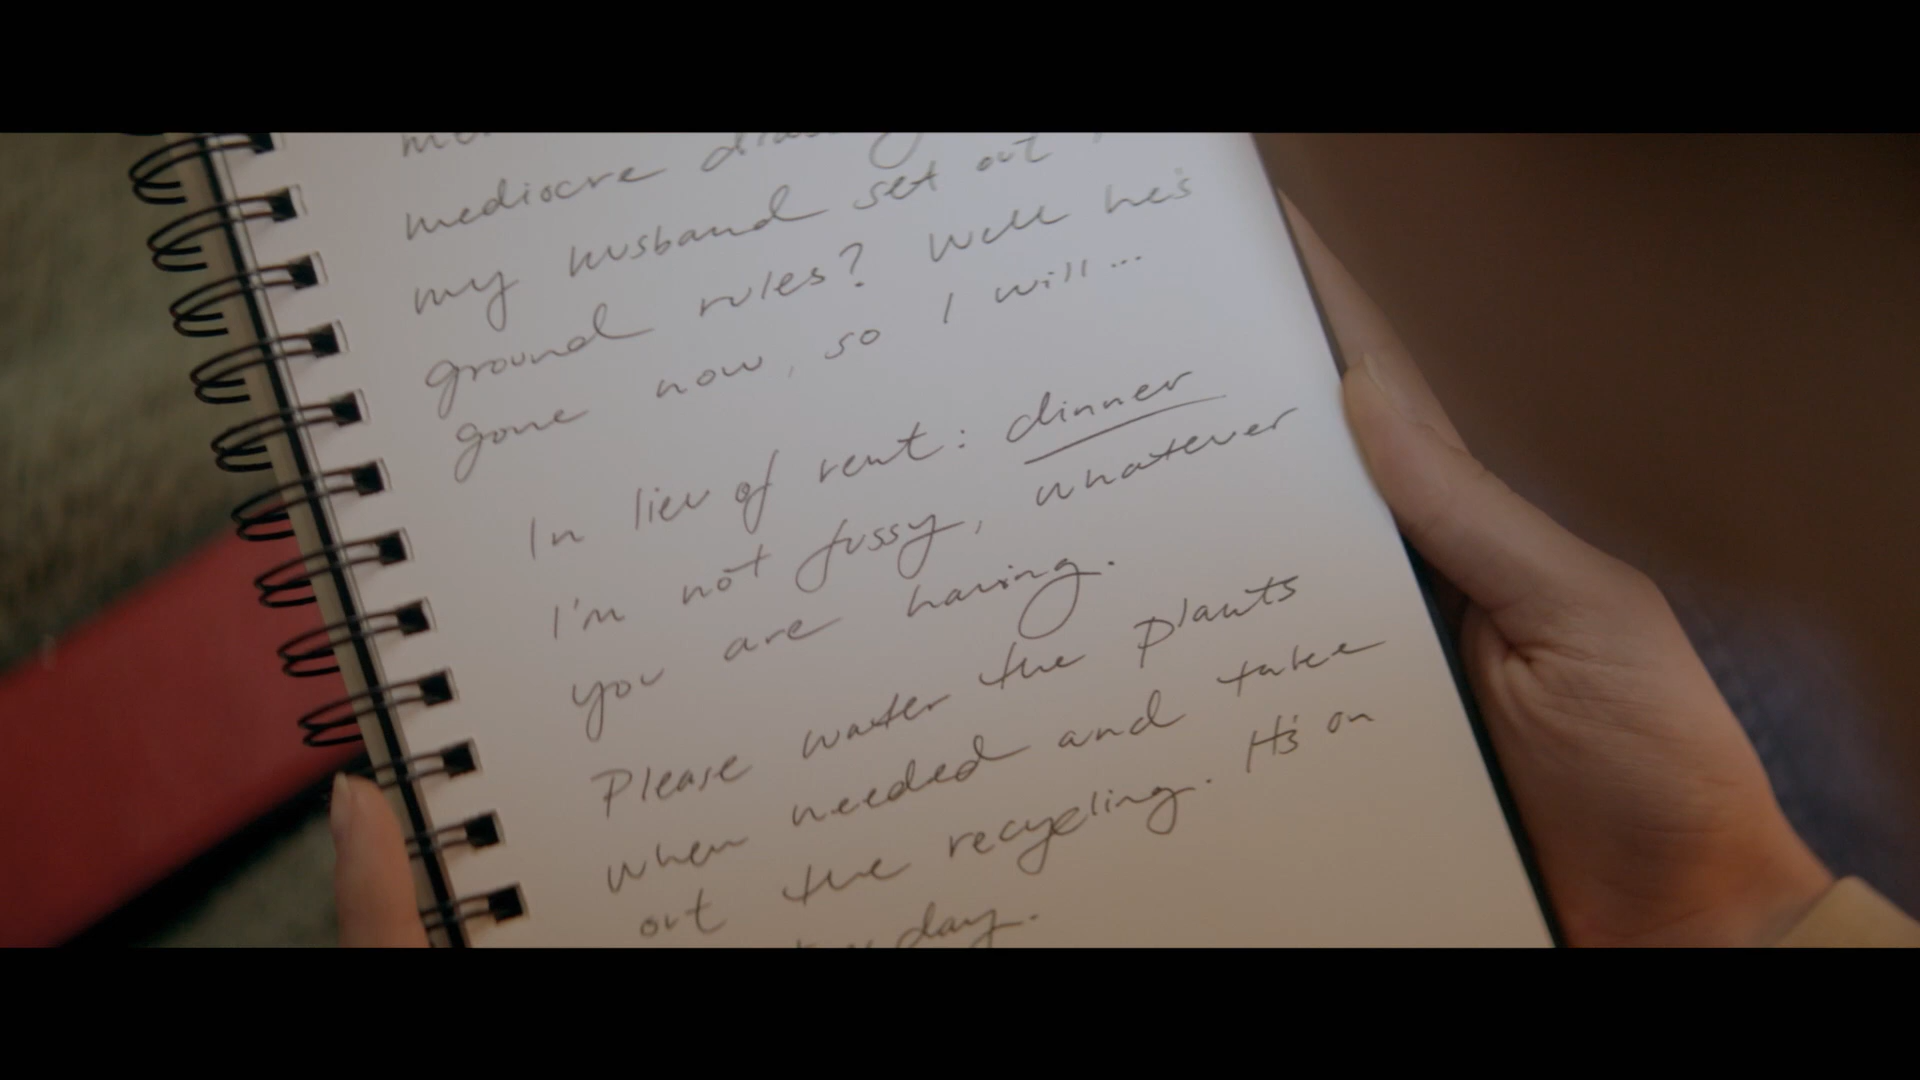 mediocre
my husband set out
ground rules? Well he's
gone now, so I will...
In lieu of rent: dinner
I'm not fussy, whatever
you are having.
Please water the plants
when needed and take
out the recycling. It's on
day.